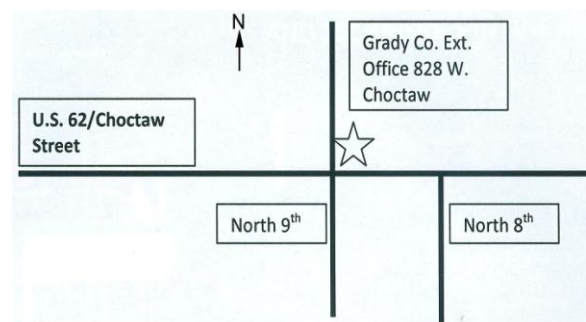 N
Grady Co. Ext.
Office 828 W.
Choctaw
U.S. 62/Choctaw
Street
North 9th
North 8th